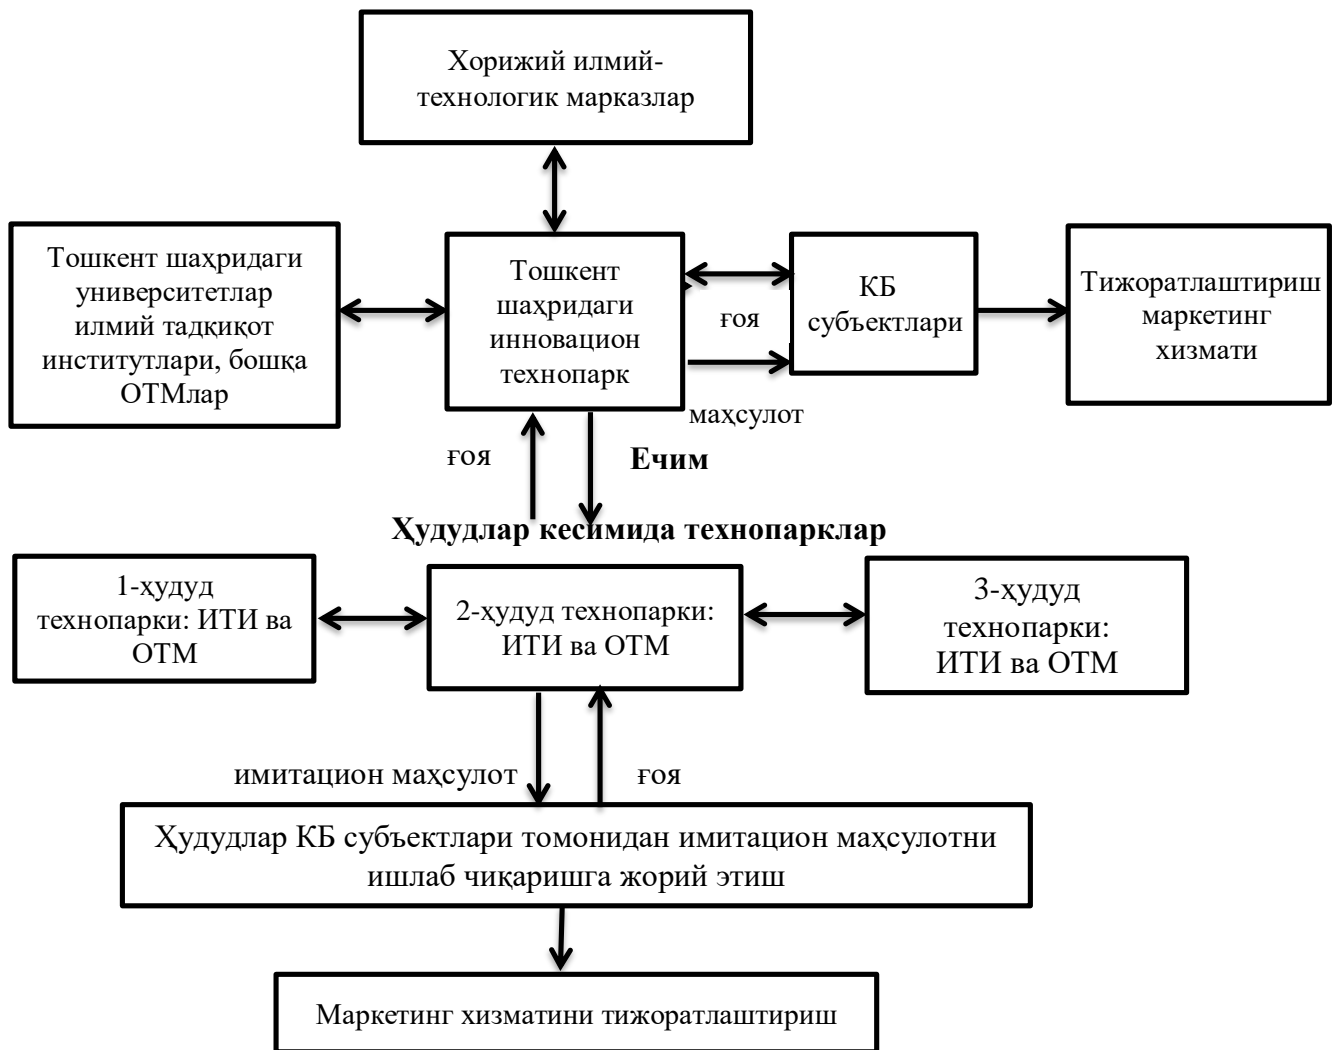 Хорижий илмий-
технологик марказлар
Тошкент шаҳридаги
университетлар
илмий тадқиқот
институтлари, бошқа
ОТМлар
Тошкент
шаҳридаги
инновацион
технопарк
ғоя
КБ
субъектлари
Тижоратлаштириш
маркетинг
хизмати
маҳсулот
ғоя
Ечим
Ҳудудлар кесимида технопарклар
1-ҳудуд
технопарки: ИТИ ва
ОТМ
2-ҳудуд технопарки:
ИТИ ва ОТМ
3-ҳудуд
технопарки:
ИТИ ва ОТМ
имитацион маҳсулот
ғоя
Ҳудудлар КБ субъектлари томонидан имитацион маҳсулотни
ишлаб чиқаришга жорий этиш
Маркетинг хизматини тижоратлаштириш